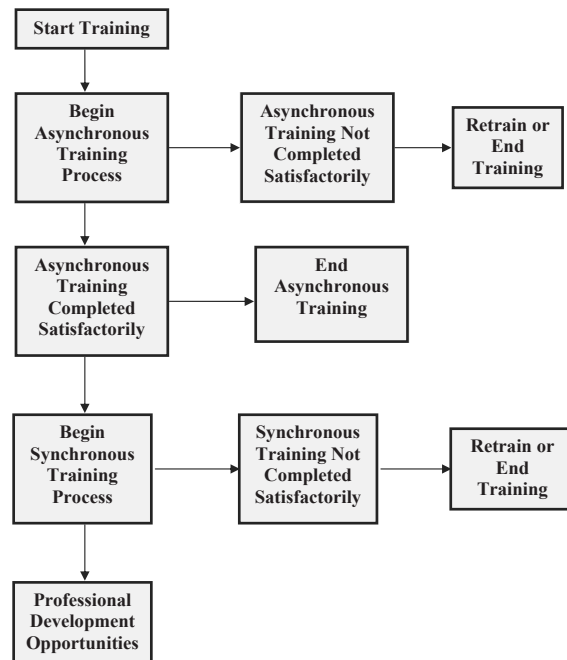 Start Training
Begin
Asynchronous
Training
Process
Asynchronous
Training Not
Completed
Satisfactorily
Retrain or
End
Training
Asynchronous
Training
Completed
Satisfactorily
End
Asynchronous
Training
Begin
Synchronous
Training
Process
Synchronous
Training Not
Completed
Satisfactorily
Retrain or
End
Training
Professional
Development
Opportunities